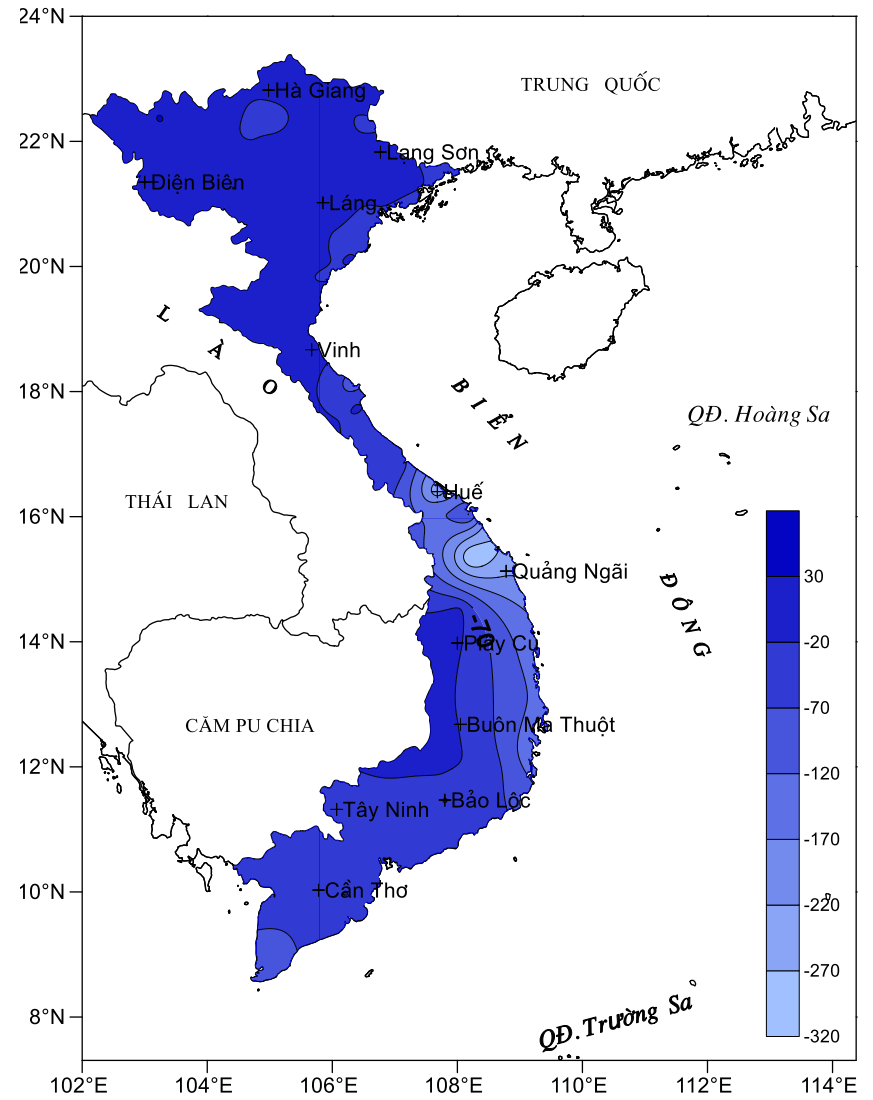 24°N
22°N
20°N
18°N
16°N
14°N
12°N
10°N
8°N
102°E
104°E
106°E
108°E
110°E
112°E
114°E
TRUNG QUỐC
Hà Giang
Lạng Sơn
Điện Biên
Láng
LÀO
Vinh
BIỂN
QĐ. Hoàng Sa
THÁI LAN
Huế
Quảng Ngãi
ĐÔNG
-70
Play Cu
CĂM PU CHIA
Buôn Ma Thuột
Bảo Lộc
Tây Ninh
Cần Thơ
QĐ. Trường Sa
30
-20
-70
-120
-170
-220
-270
-320